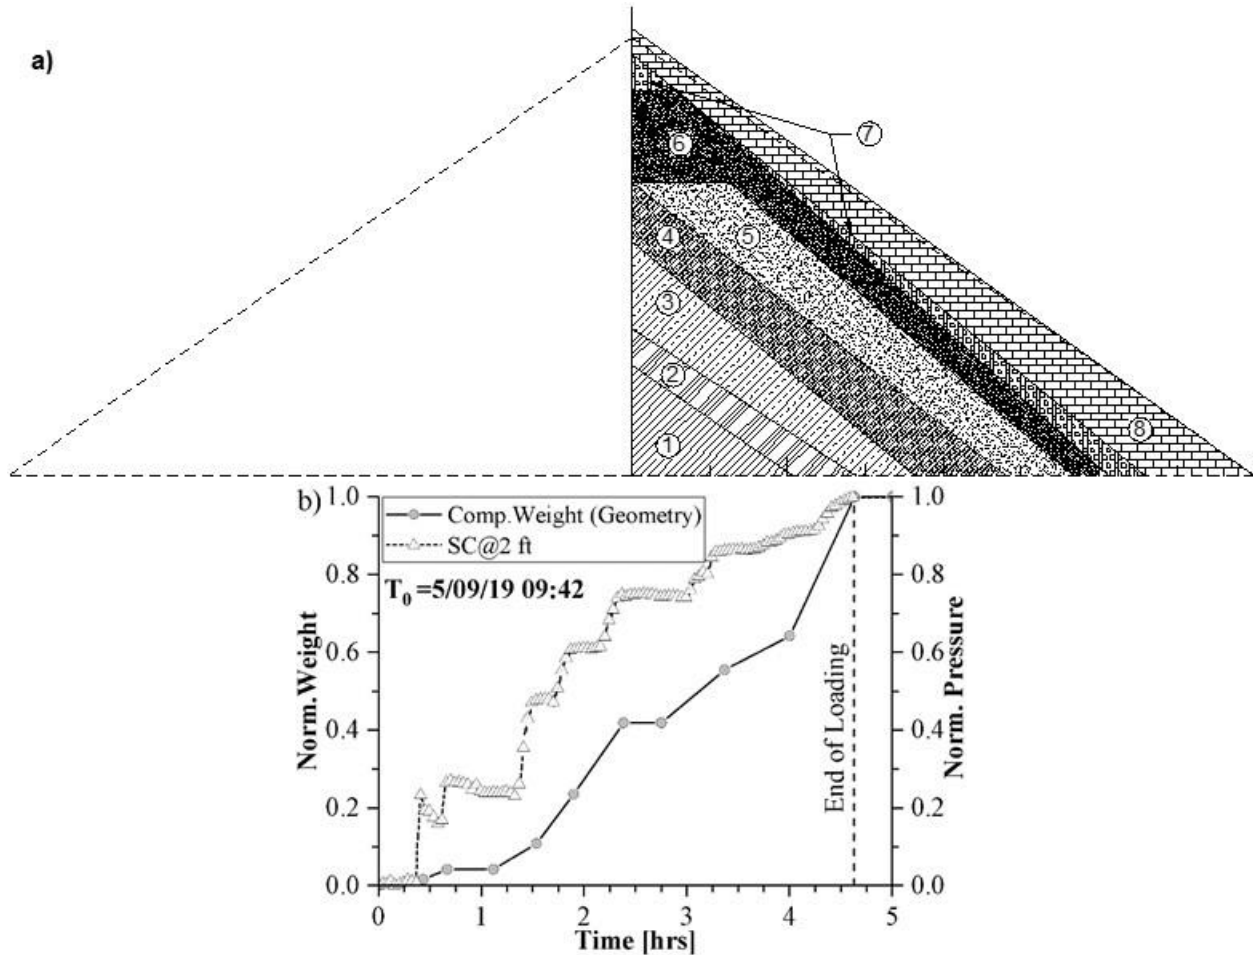 a)
7
6
4
5
3
2
1
8
b)
1.0
0.8
0.6
0.4
0.2
0.0
Norm.Weight
Comp.Weight (Geometry)
SC@2 ft
T0 =5/09/19 09:42
End of Loading
1.0
0.8
0.6
0.4
0.2
0.0
Norm. Pressure
0 1 2 3 4 5
Time [hrs]